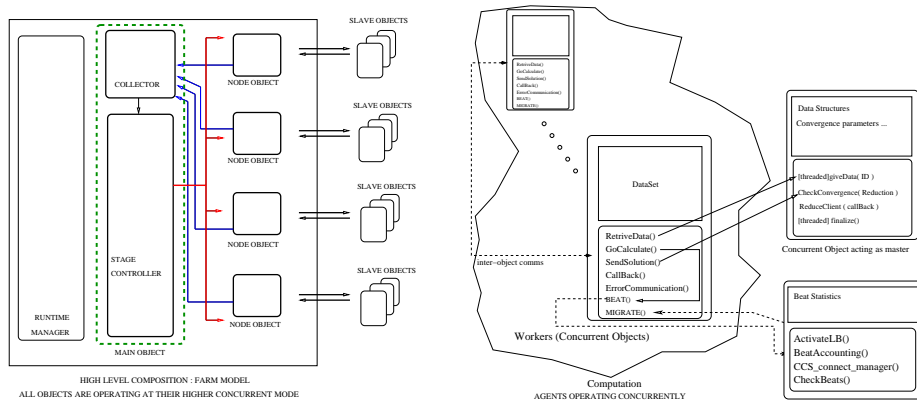 SLAVE OBJECTS
COLLECTOR
NODE OBJECT
SLAVE OBJECTS
NODE OBJECT
SLAVE OBJECTS
NODE OBJECT
STAGE
CONTROLLER
SLAVE OBJECTS
RUNTIME
MANAGER
NODE OBJECT
MAIN OBJECT
HIGH LEVEL COMPOSITION : FARM MODEL
ALL OBJECTS ARE OPERATING AT THEIR HIGHER CONCURRENT MODE
RetriveData()
GoCalculate()
SendSolution()
CallBack()
ErrorCommunication()
BEAT()
MIGRATE()
DataSet
RetriveData()
GoCalculate()
SendSolution()
CallBack()
ErrorCommunication()
BEAT()
MIGRATE()
inter-object comms
Workers (Concurrent Objects)
Computation
AGENTS OPERATING CONCURRENTLY
Data Structures
Convergence parameters ...
[threaded]giveData( ID )
CheckConvergence( Reduction )
ReduceClient ( callBack )
[threaded] finalize()
Concurrent Object acting as master
Beat Statistics
ActivateLB()
BeatAccounting()
CCS_connect_manager()
CheckBeats()